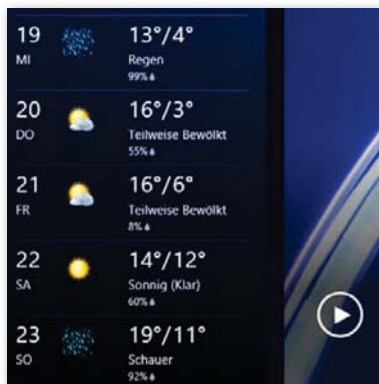 19 13°/4°
MI Regen
99%
20 16°/3°
DO Teilweise Bewölkt
55%
21 16°/6°
FR Teilweise Bewölkt
8%
22 14°/12°
SA Sonnig (Klar)
60%
23 19°/11°
SO Schauer
92%